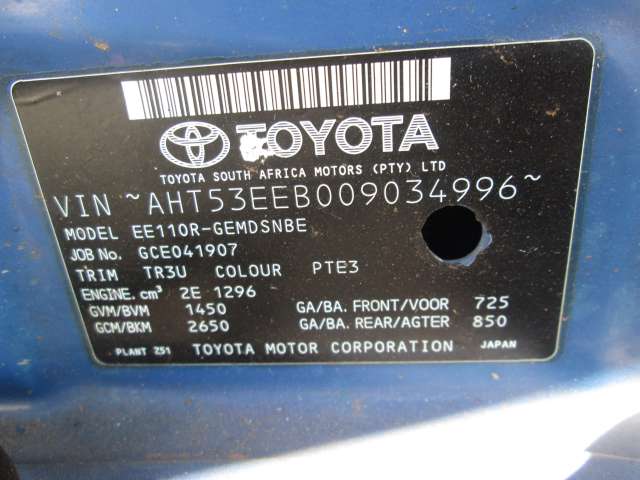 TOYOTA
TOYOTA SOUTH AFRICA MOTORS (PTY) LTD
VIN ~AHT53EEB009034996~
MODEL EE110R-GEMDSNBE
JOB No. GCE041907
TRIM TR3U COLOUR PTE3
ENGINE. cm³ 2E 1296
GVM/BVM 1450 GA/BA. FRONT/VOOR 725
GCM/BKM 2650 GA/BA. REAR/AGTER 850
PLANT Z51 TOYOTA MOTOR CORPORATION JAPAN